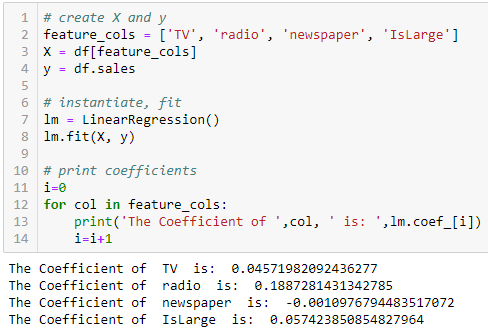 1 # create X and y
2 feature_cols = ['TV', 'radio', 'newspaper', 'IsLarge']
3 X = df[feature_cols]
4 y = df.sales
5
6 # instantiate, fit
7 lm = LinearRegression()
8 lm.fit(X, y)
9
10 # print coefficients
11 i=0
12 for col in feature_cols:
13     print('The Coefficient of ',col, ' is: ',lm.coef_[i])
14     i=i+1
The Coefficient of  TV  is:  0.04571982092436277
The Coefficient of  radio  is:  0.1887281431342785
The Coefficient of  newspaper  is:  -0.0010976794483517072
The Coefficient of  IsLarge  is:  0.057423850854827964